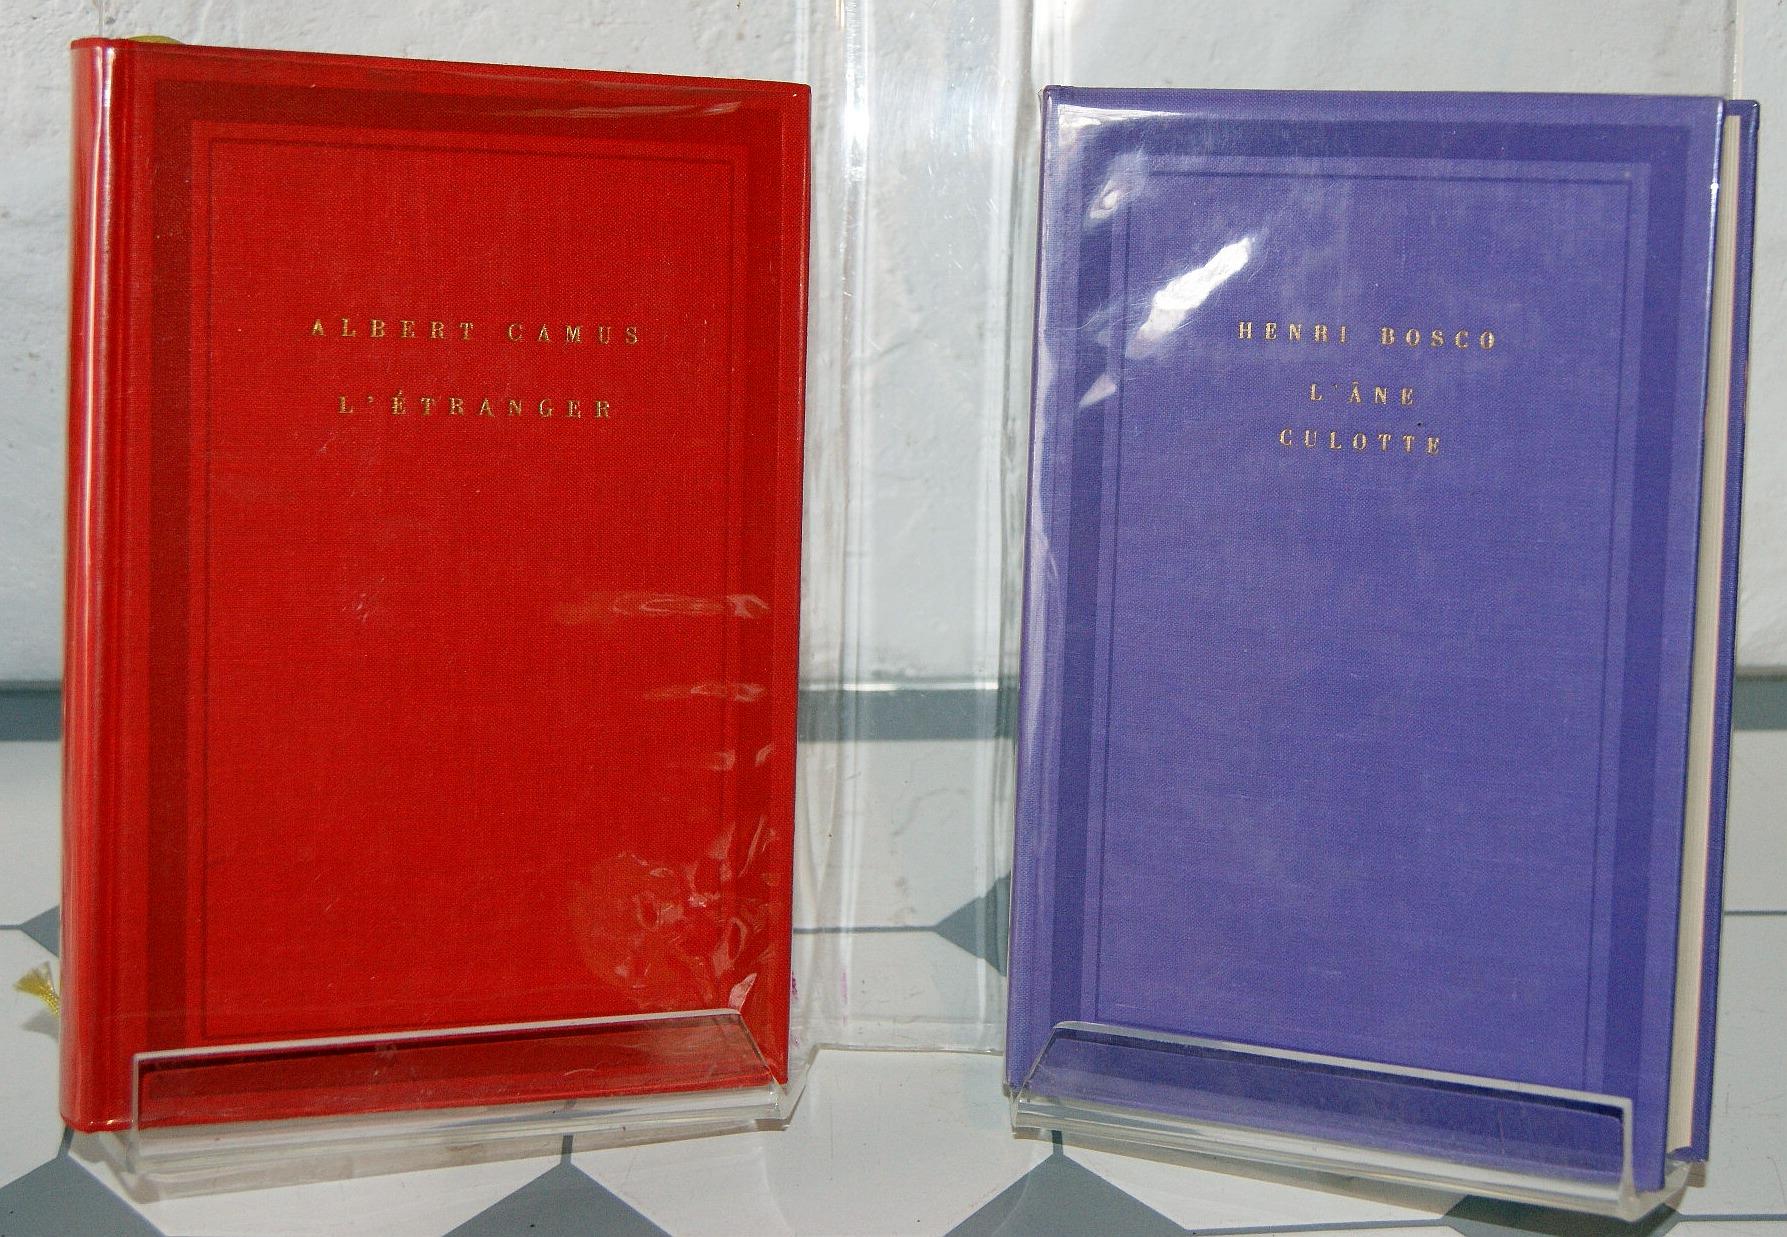 ALBERT CAMUS
L'ÉTRANGER
HENRI BOSCO
L'ÂNE
CULOTTE